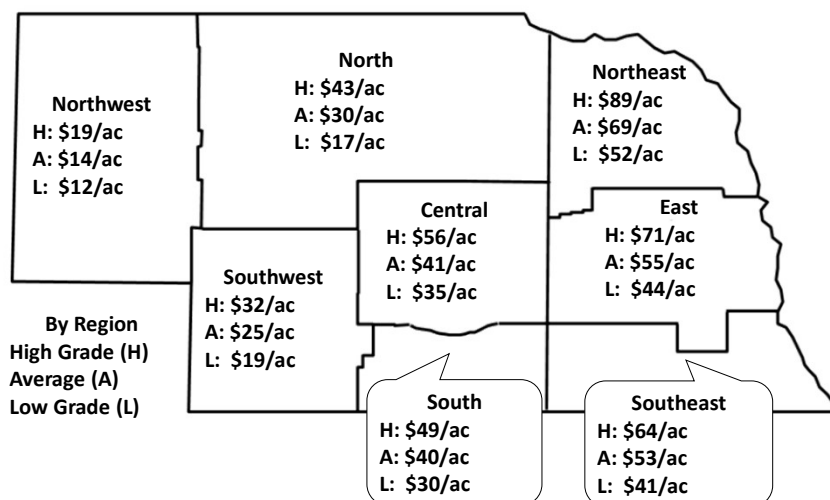 North
H: $43/ac
A: $30/ac
L: $17/ac
Northeast
H: $89/ac
A: $69/ac
L: $52/ac
Northwest
H: $19/ac
A: $14/ac
L: $12/ac
Central
H: $56/ac
A: $41/ac
L: $35/ac
East
H: $71/ac
A: $55/ac
L: $44/ac
Southwest
H: $32/ac
A: $25/ac
L: $19/ac
By Region
High Grade (H)
Average (A)
Low Grade (L)
South
H: $49/ac
A: $40/ac
L: $30/ac
Southeast
H: $64/ac
A: $53/ac
L: $41/ac